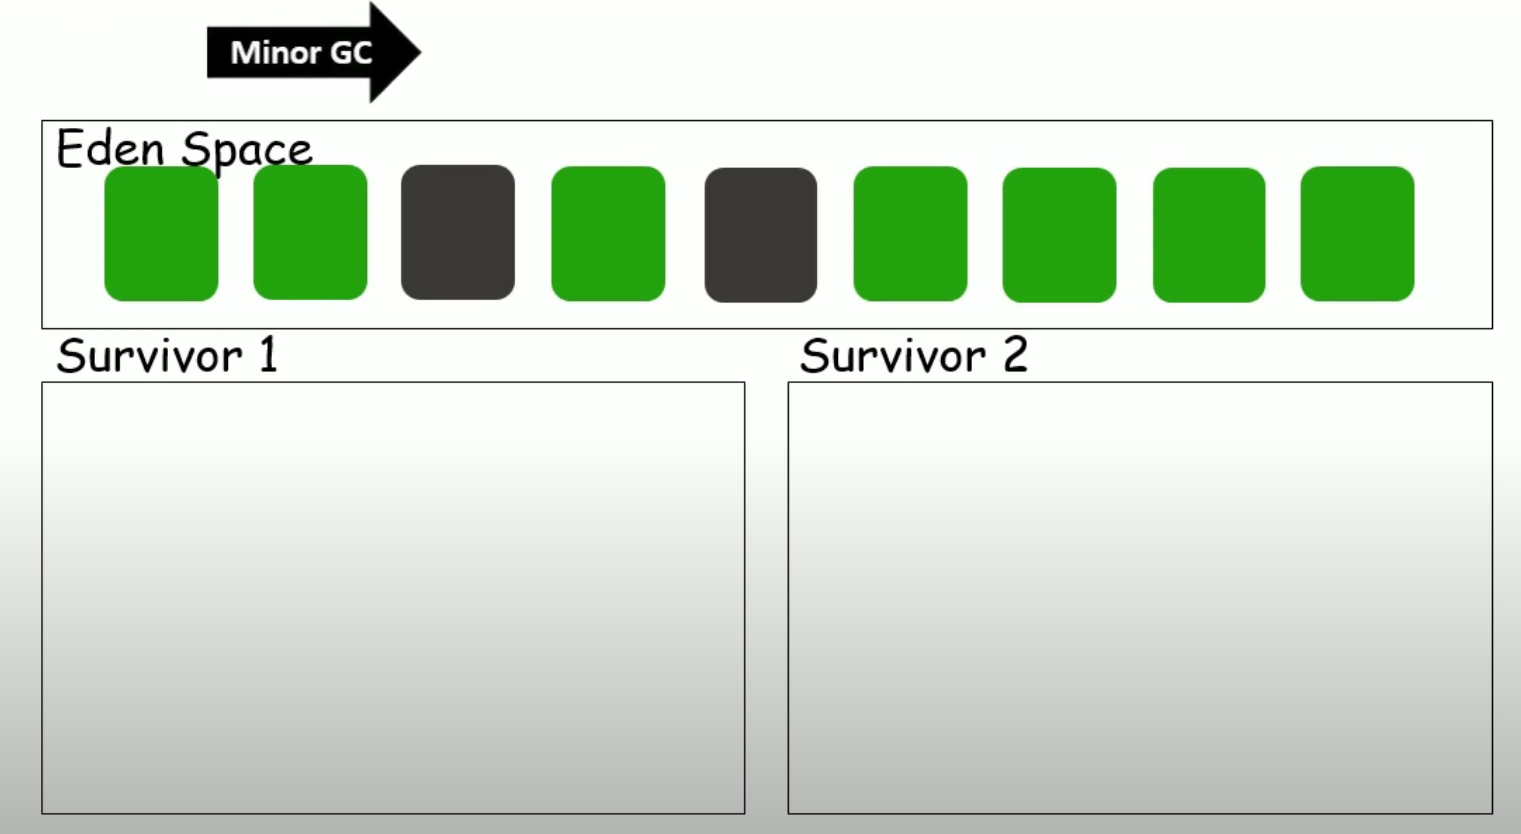 Minor GC
Eden Space
Survivor 1
Survivor 2